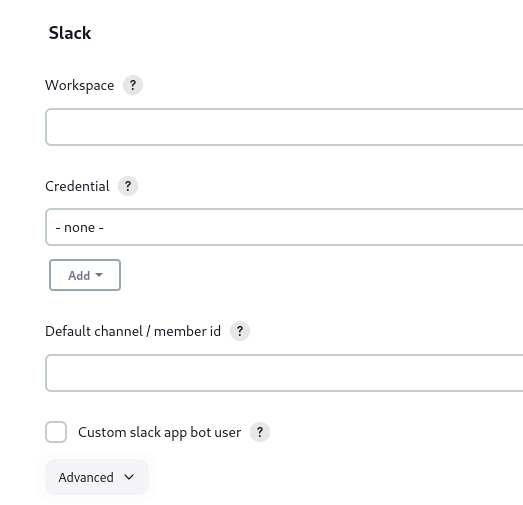 Slack
Workspace ?
Credential ?
- none -
Add
Default channel / member id ?
Custom slack app bot user ?
Advanced